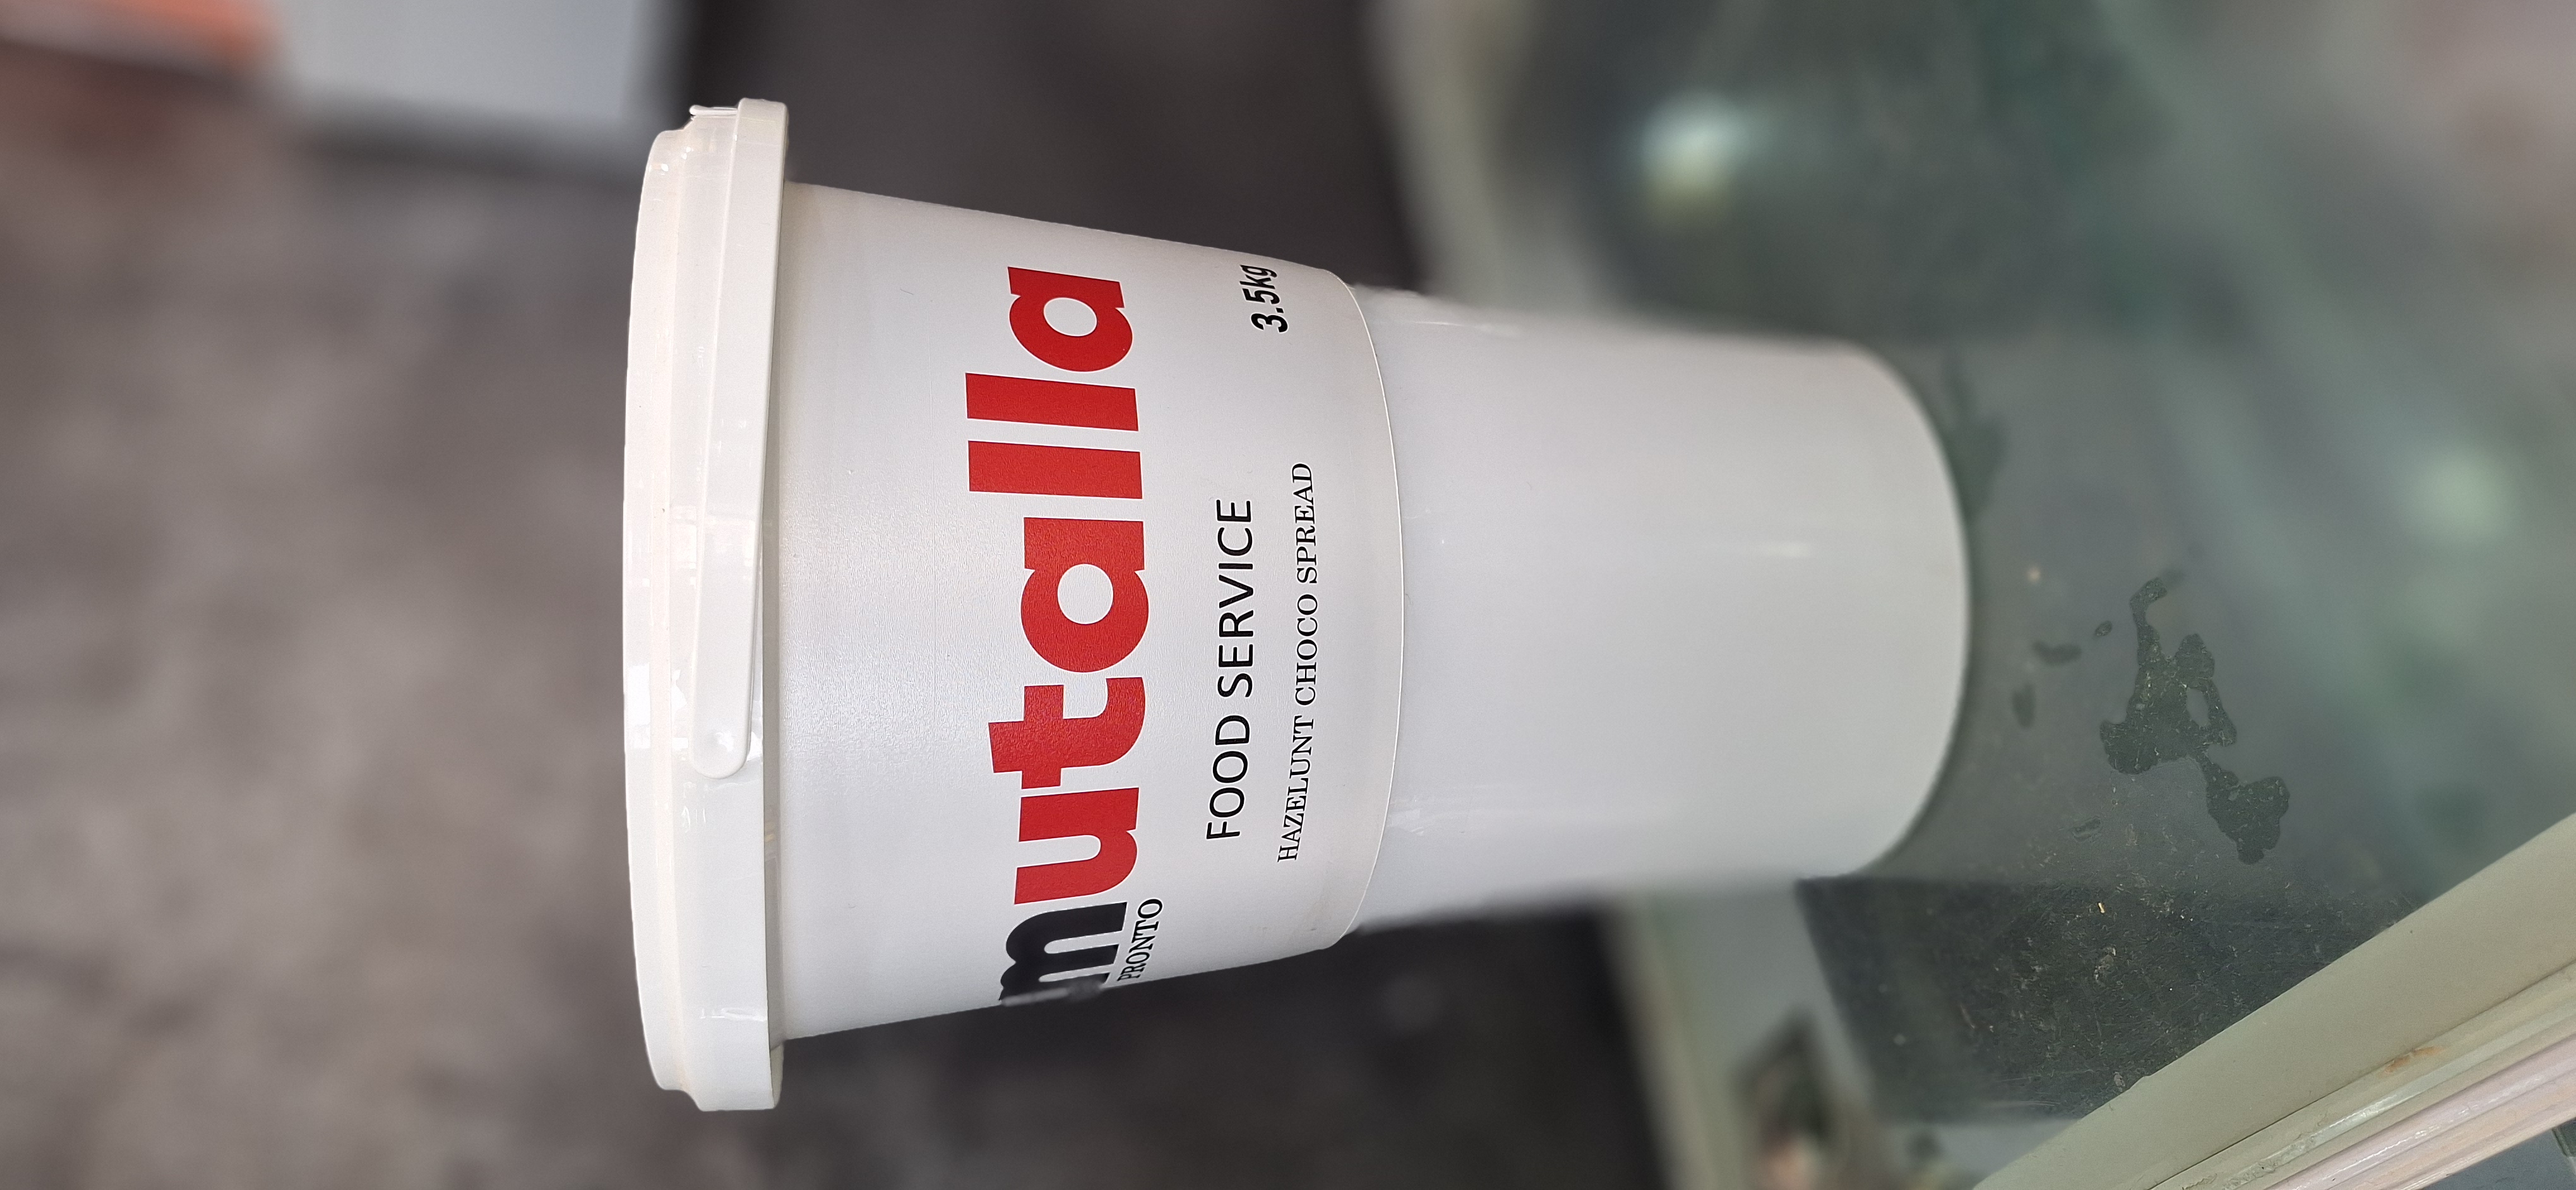 mutalla
PRONTO
FOOD SERVICE
HAZELUNT CHOCO SPREAD
3.5kg